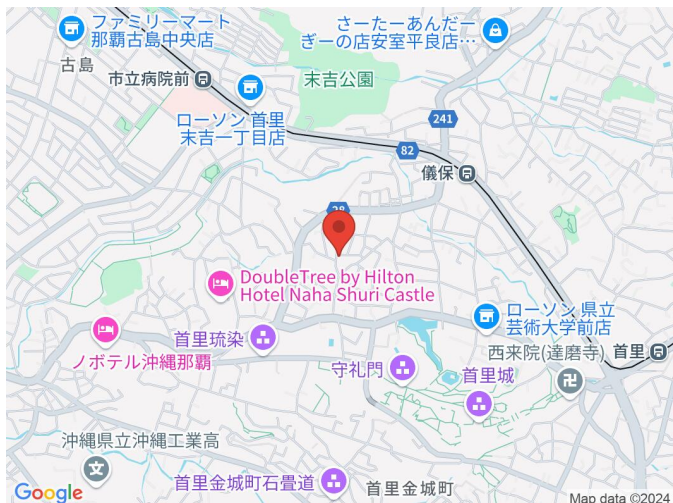 ファミリーマート
那覇古島中央店
さーたーあんだー
ぎーの店安室平良店…
古島
市立病院前
末吉公園
ローソン 首里
末吉一丁目店
241
82
儀保
28
DoubleTree by Hilton
Hotel Naha Shuri Castle
ローソン 県立
芸術大学前店
首里琉染
ノボテル沖縄那覇
守礼門
西来院(達磨寺)
首里
首里城
沖縄県立沖縄工業高
首里金城町石畳道
首里金城町
Google
Map data ©2024